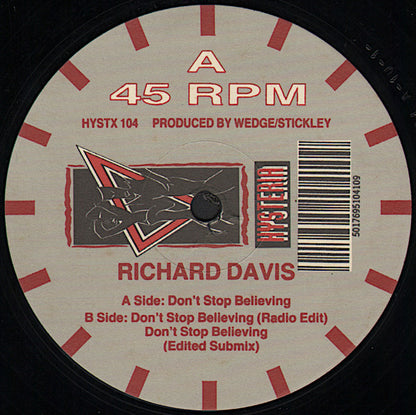 A
45 RPM
HYSTX 104 PRODUCED BY WEDGE/STICKLEY
HYSTERIA
5017695104109
RICHARD DAVIS
A Side: Don't Stop Believing
B Side: Don't Stop Believing (Radio Edit)
Don't Stop Believing
(Edited Submix)